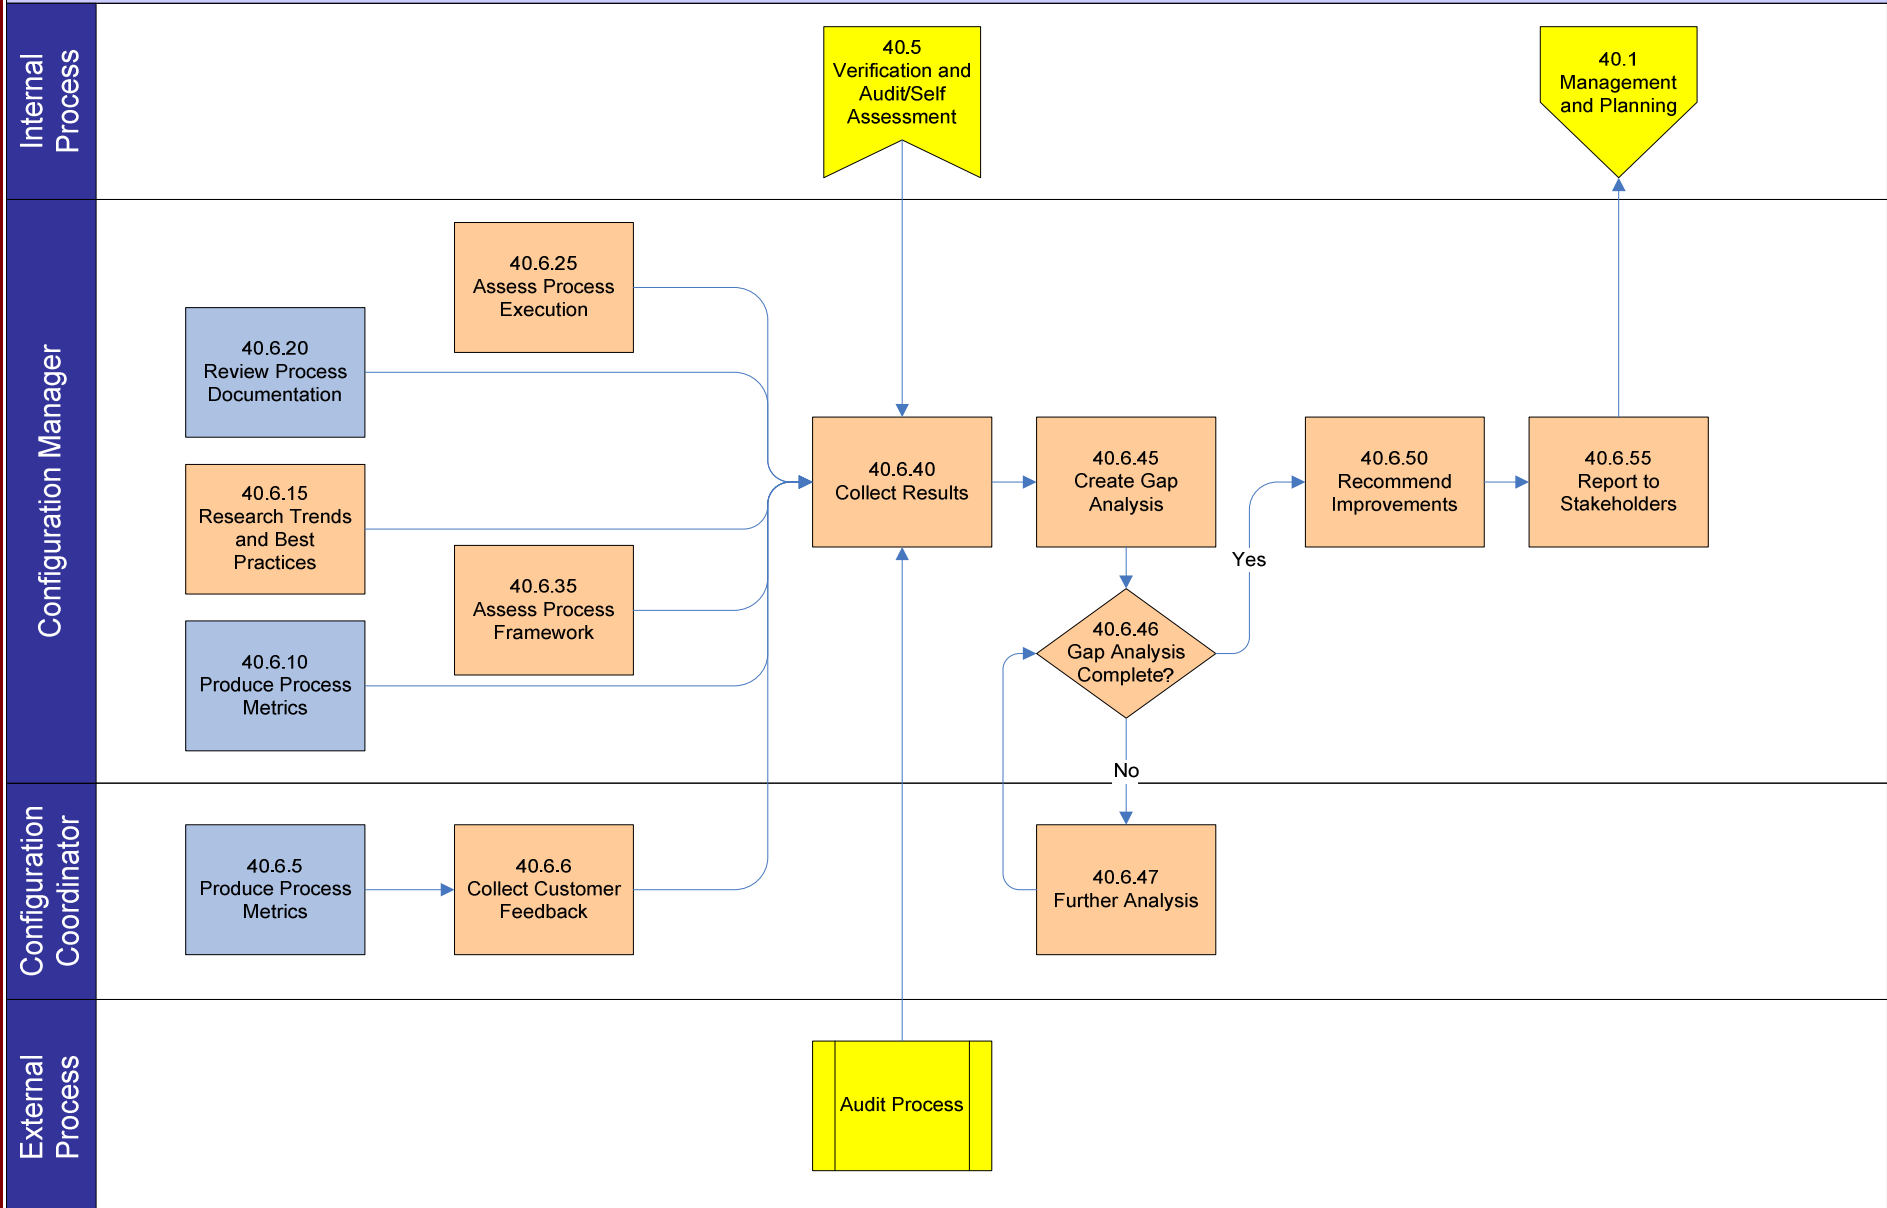 Internal
Process
40.5
Verification and
Audit/Self
Assessment
40.1
Management
and Planning
Configuration Manager
40.6.25
Assess Process
Execution
40.6.20
Review Process
Documentation
40.6.15
Research Trends
and Best
Practices
40.6.35
Assess Process
Framework
40.6.10
Produce Process
Metrics
40.6.40
Collect Results
40.6.45
Create Gap
Analysis
40.6.46
Gap Analysis
Complete?
Yes
No
40.6.50
Recommend
Improvements
40.6.55
Report to
Stakeholders
Configuration
Coordinator
40.6.5
Produce Process
Metrics
40.6.6
Collect Customer
Feedback
40.6.47
Further Analysis
External
Process
Audit Process